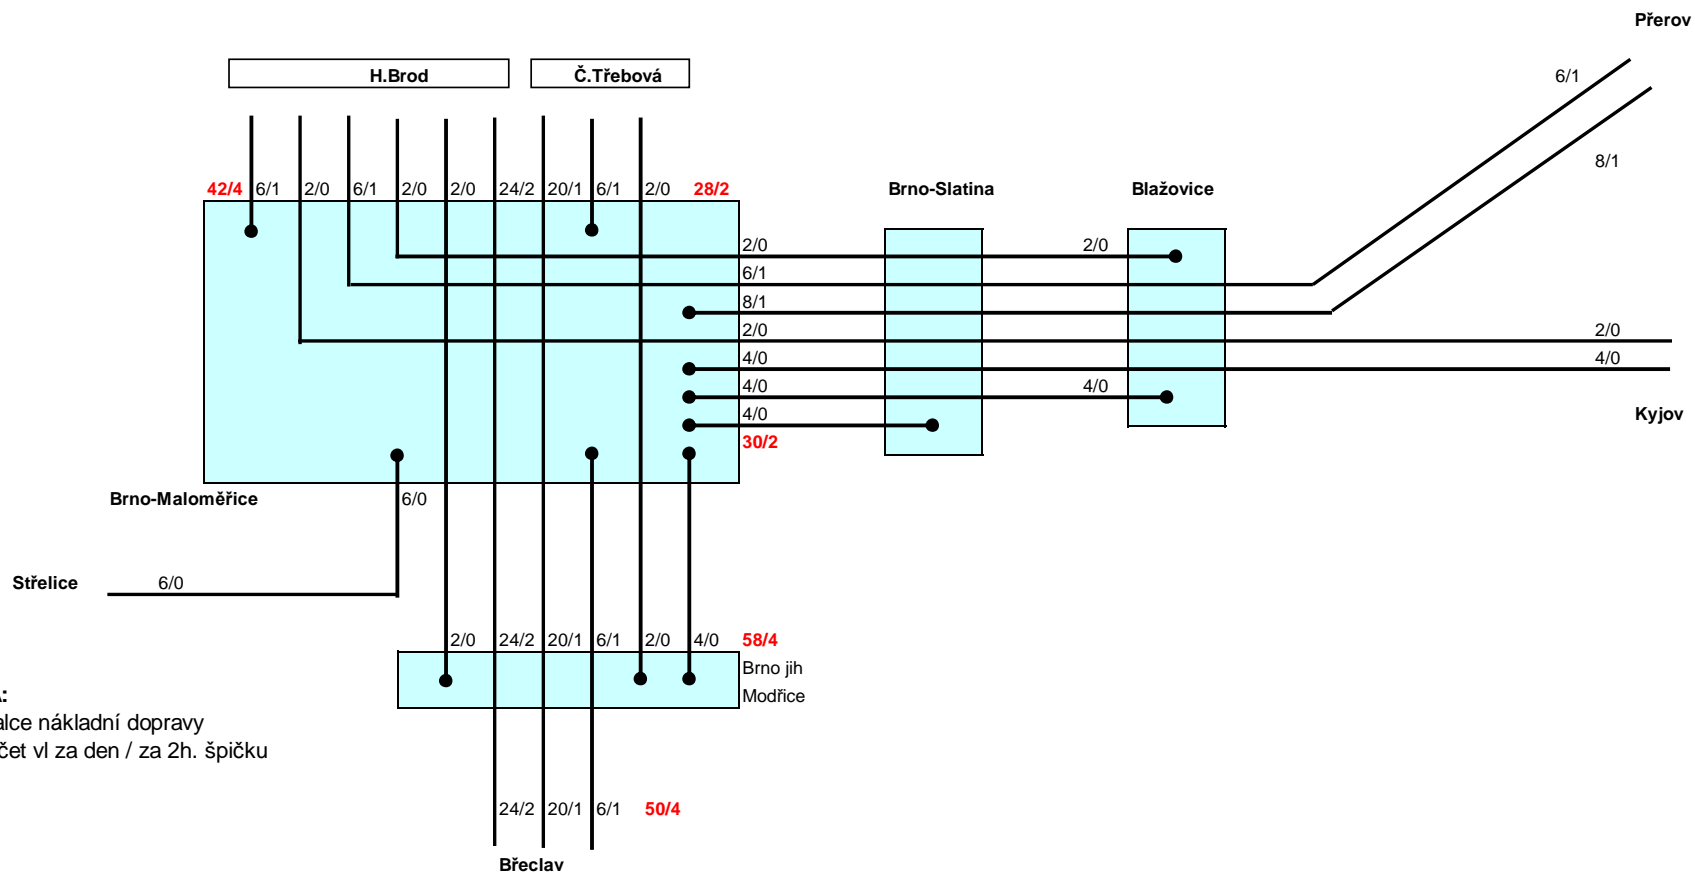 Přerov
H.Brod
Č.Třebová
6/1
8/1
42/4 6/1 2/0 6/1 2/0 2/0 24/2 20/1 6/1 2/0 28/2
Brno-Slatina
Blažovice
2/0 2/0
6/1
8/1
2/0 2/0
4/0 4/0
4/0 4/0
4/0
Kyjov
30/2
Brno-Maloměřice
6/0
Střelice
6/0
2/0 24/2 20/1 6/1 2/0 4/0 58/4
Brno jih
Modřice
alce nákladní dopravy
čet vl za den / za 2h. špičku
24/2 20/1 6/1 50/4
Břeclav